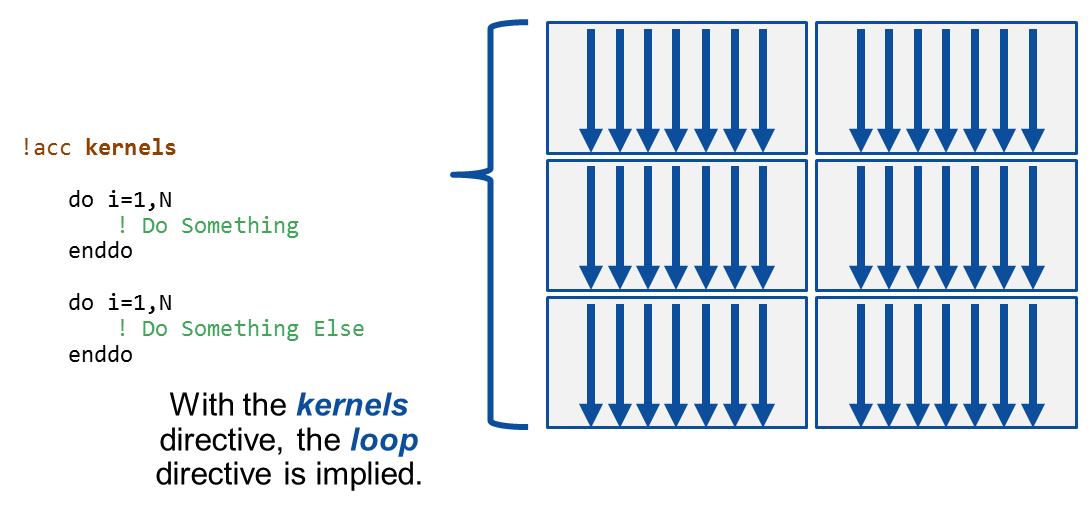 !acc kernels
do i=1,N
! Do Something
enddo
do i=1,N
! Do Something Else
enddo
With the kernels
directive, the loop
directive is implied.